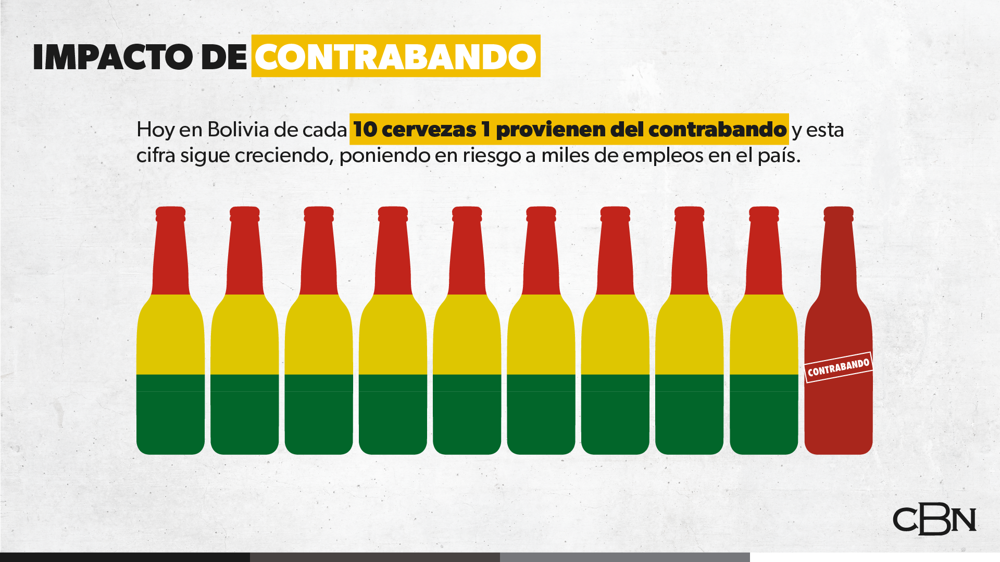 IMPACTO DE CONTRABANDO
Hoy en Bolivia de cada 10 cervezas 1 provienen del contrabando y esta
cifra sigue creciendo, poniendo en riesgo a miles de empleos en el país.
CONTRABANDO
CBN